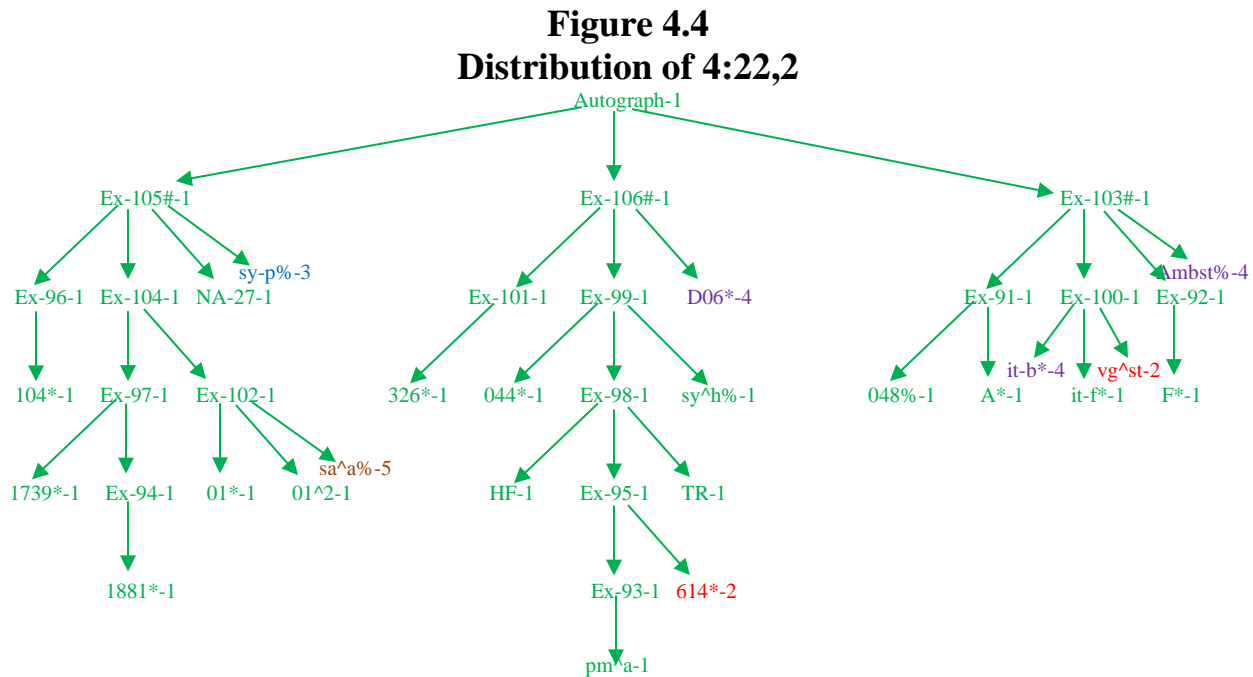 Figure 4.4
Distribution of 4:22,2
Autograph-1
Ex-105#-1 Ex-106#-1 Ex-103#-1
sy-p%-3 Ambst%-4
Ex-96-1 Ex-104-1 NA-27-1 Ex-101-1 Ex-99-1 D06*-4 Ex-91-1 Ex-100-1 Ex-92-1
it-b*-4 vg^st-2
104*-1 Ex-97-1 Ex-102-1 326*-1 044*-1 Ex-98-1 sy^h%-1 048%-1 A*-1 it-f*-1 F*-1
sa^a%-5
1739*-1 Ex-94-1 01*-1 01^2-1 HF-1 Ex-95-1 TR-1
1881*-1 Ex-93-1 614*-2
pm^a-1